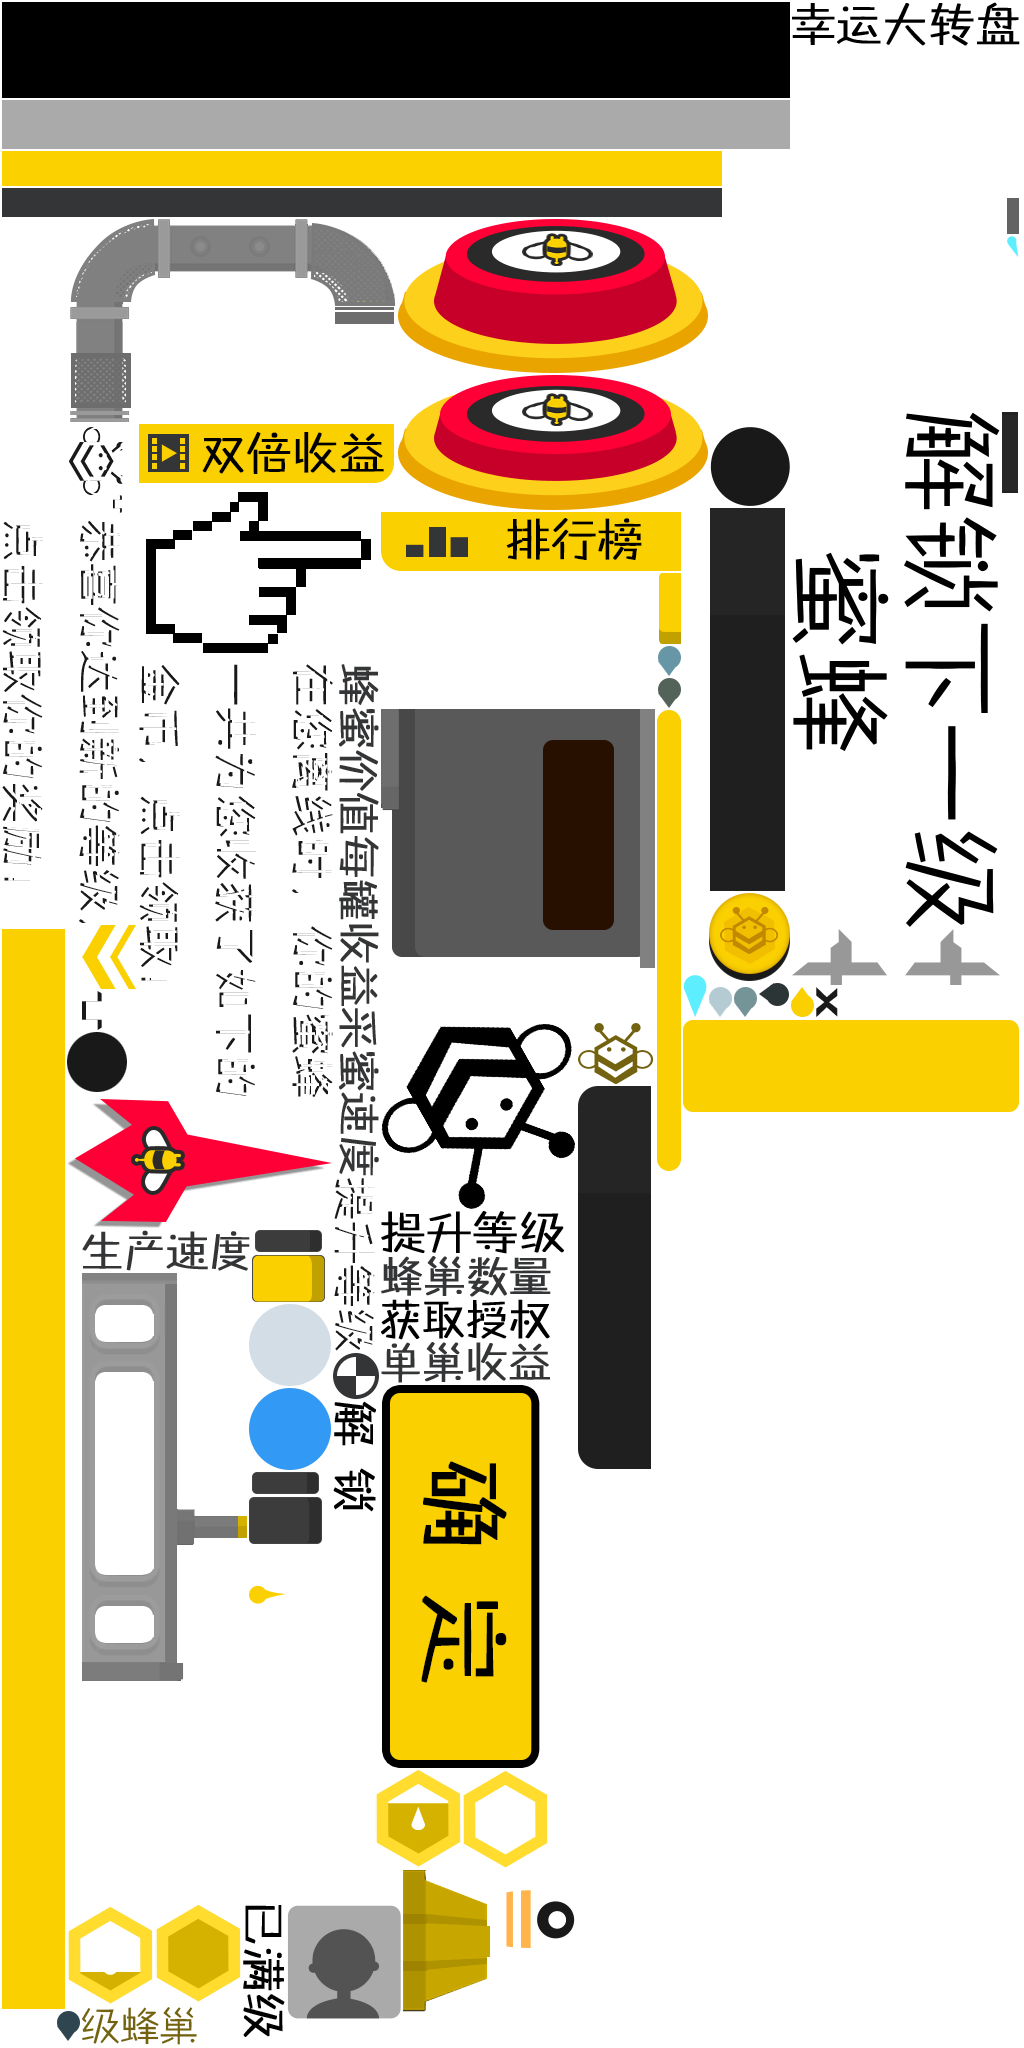 幸运大转盘
双倍收益
排行榜
解锁下一级
蜜蜂
点击领取你的奖励！
恭喜你达到新的等级，
金币，点击领取！
一共为您收获了如下的
在您离线时，你的蜜蜂
蜂蜜价值每罐收益采蜜速度提升等级
生产速度
提升等级
蜂巢数量
获取授权
单巢收益
解 锁
确 定
已满级
级蜂巢
x